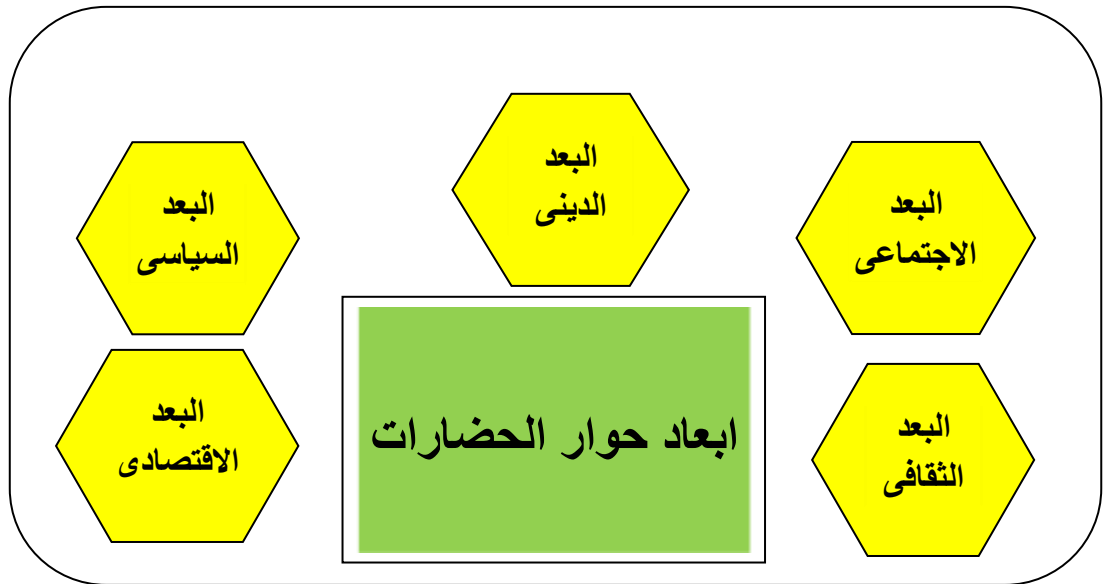 البعد
الدينى
البعد
الاجتماعى
البعد
السياسى
البعد
الثقافى
البعد
الاقتصادى
ابعاد حوار الحضارات